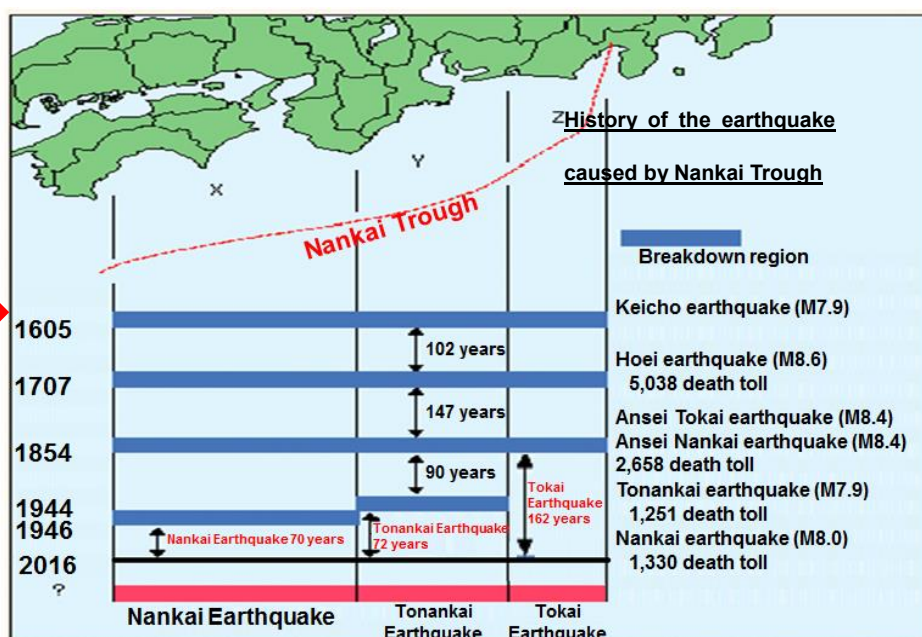 History of the earthquake
caused by Nankai Trough
X
Y
Z
Nankai Trough
Breakdown region
1605
Keicho earthquake (M7.9)
102 years
1707
Hoei earthquake (M8.6)
5,038 death toll
147 years
1854
Ansei Tokai earthquake (M8.4)
Ansei Nankai earthquake (M8.4)
2,658 death toll
90 years
Tokai
Earthquake
162 years
1944
Tonankai earthquake (M7.9)
1,251 death toll
1946
Nankai earthquake (M8.0)
1,330 death toll
Nankai Earthquake 70 years
Tonankai Earthquake
72 years
2016
?
Nankai Earthquake
Tonankai
Earthquake
Tokai
Earthquake